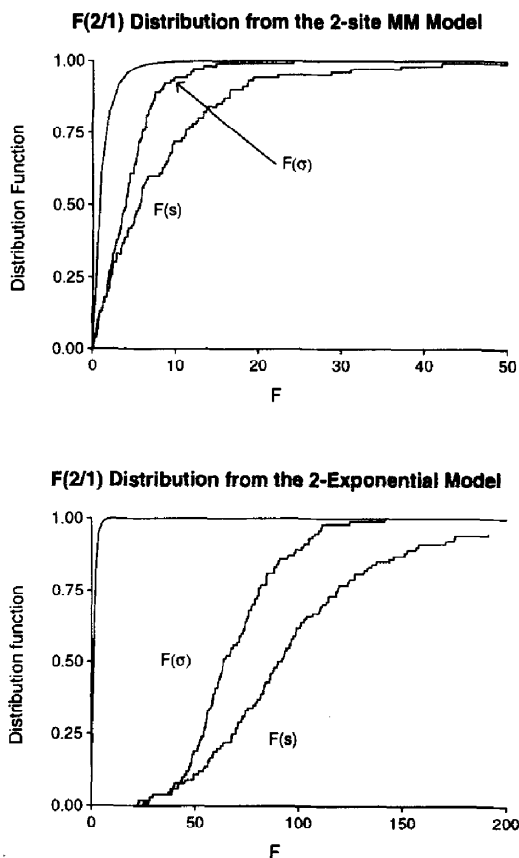 F(2/1) Distribution from the 2-site MM Model
1.00
0.75
0.50
0.25
0.00
Distribution Function
F(σ)
F(s)
0 10 20 30 40 50
F
F(2/1) Distribution from the 2-Exponential Model
1.00
0.75
0.50
0.25
0.00
Distribution function
F(σ)
F(s)
0 50 100 150 200
F